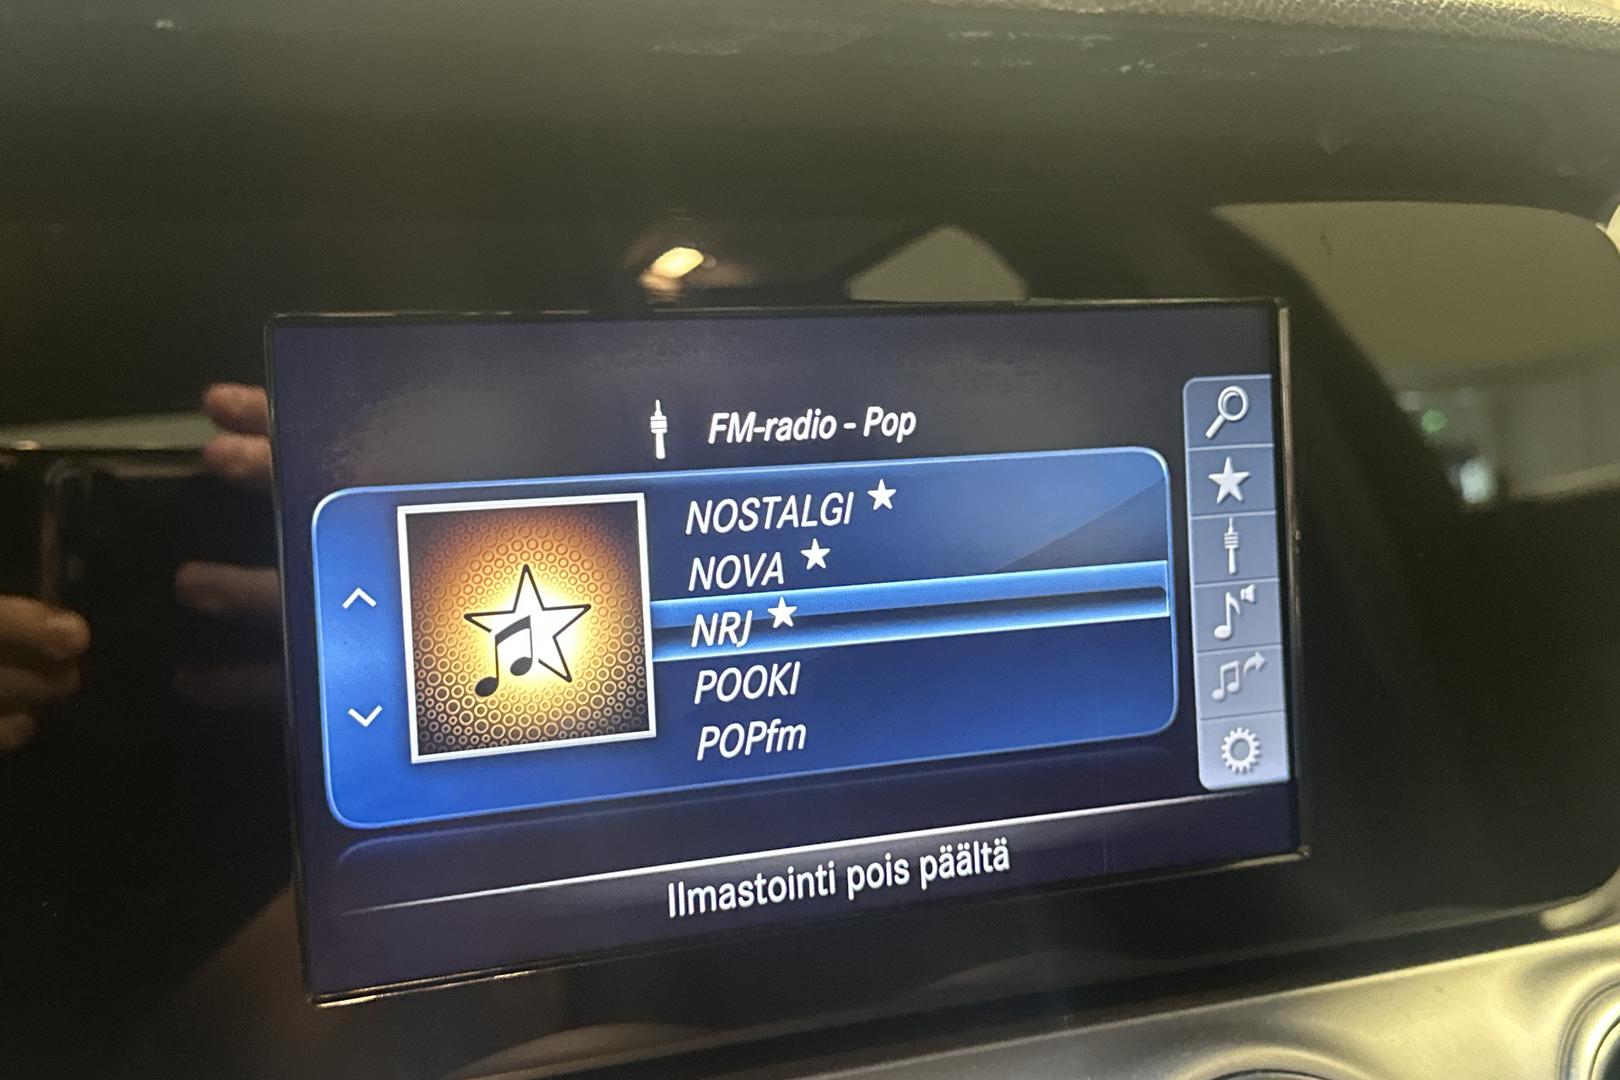 FM-radio - Pop
NOSTALGI ★
NOVA ★
NRJ ★
POOKI
POPfm
Ilmastointi pois päältä